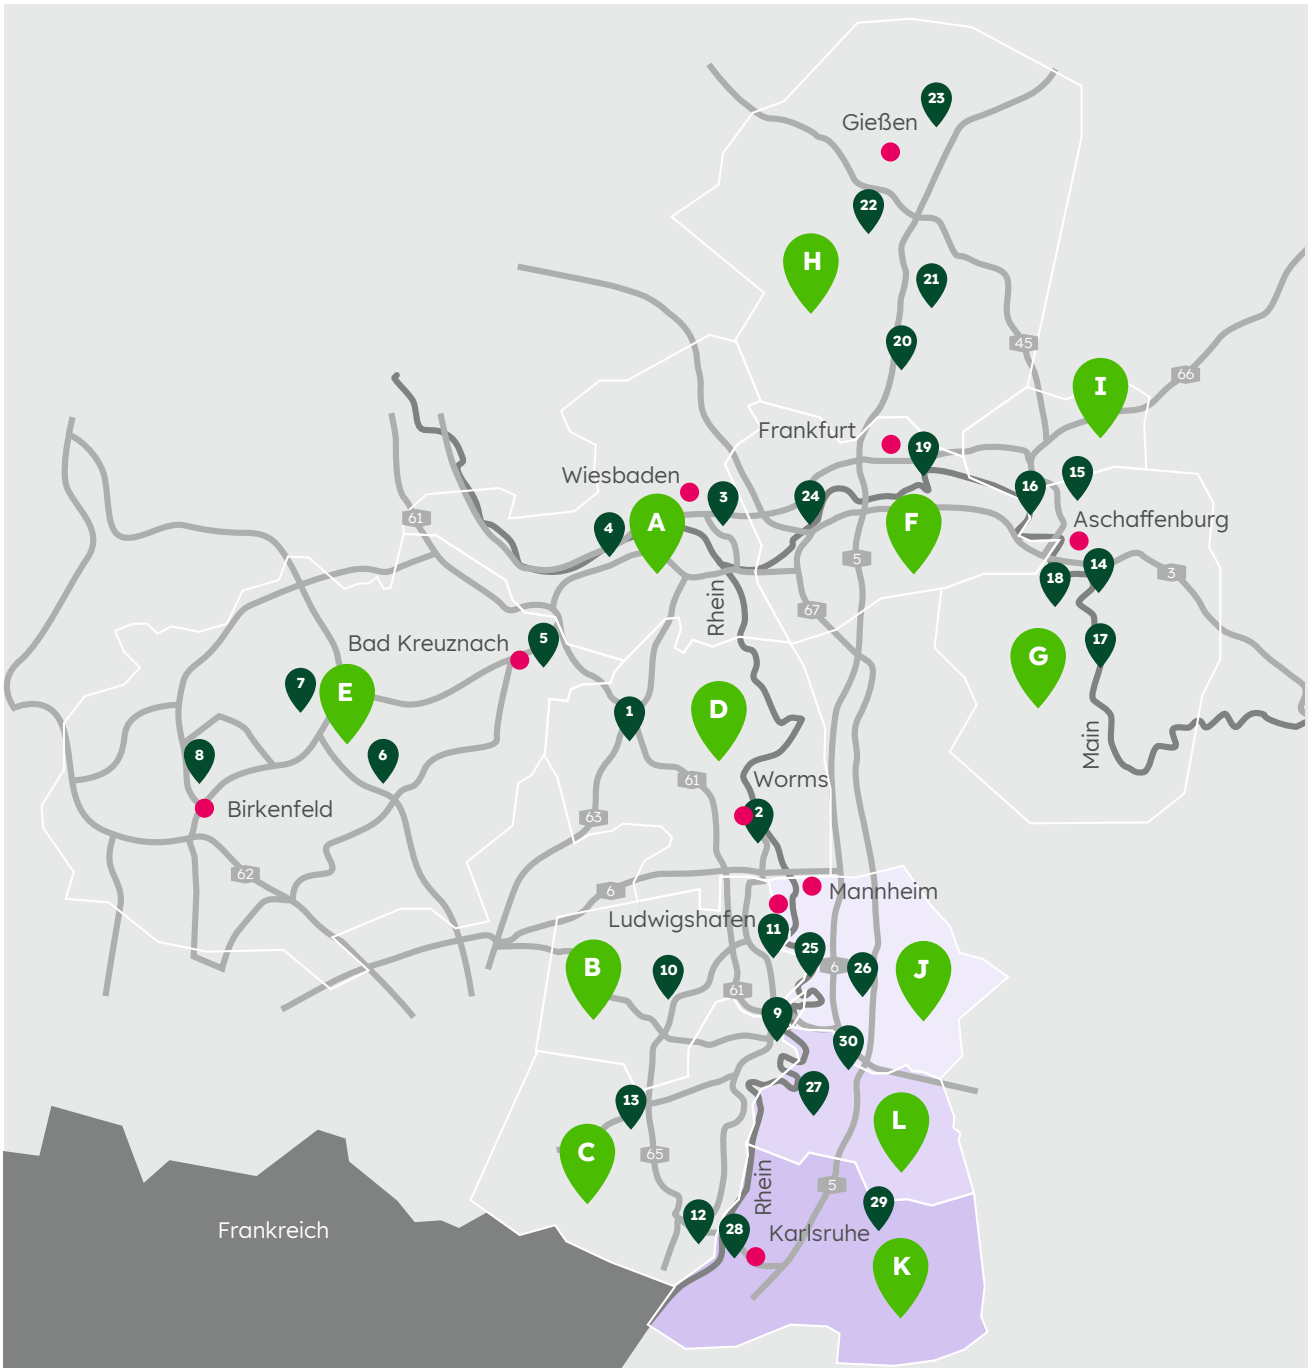 23
Gießen
22
H
21
20
45
66
I
Frankfurt
19
Wiesbaden
3
24
16
15
A
F
61
4
Aschaffenburg
5
14
3
18
Rhein
67
Bad Kreuznach
5
17
G
7
E
D
1
Main
8
6
61
Worms
2
Birkenfeld
63
62
6
Mannheim
Ludwigshafen
11
25
B
10
6
26
J
61
9
30
27
13
L
C
65
Rhein
5
29
12
28
Karlsruhe
Frankreich
K